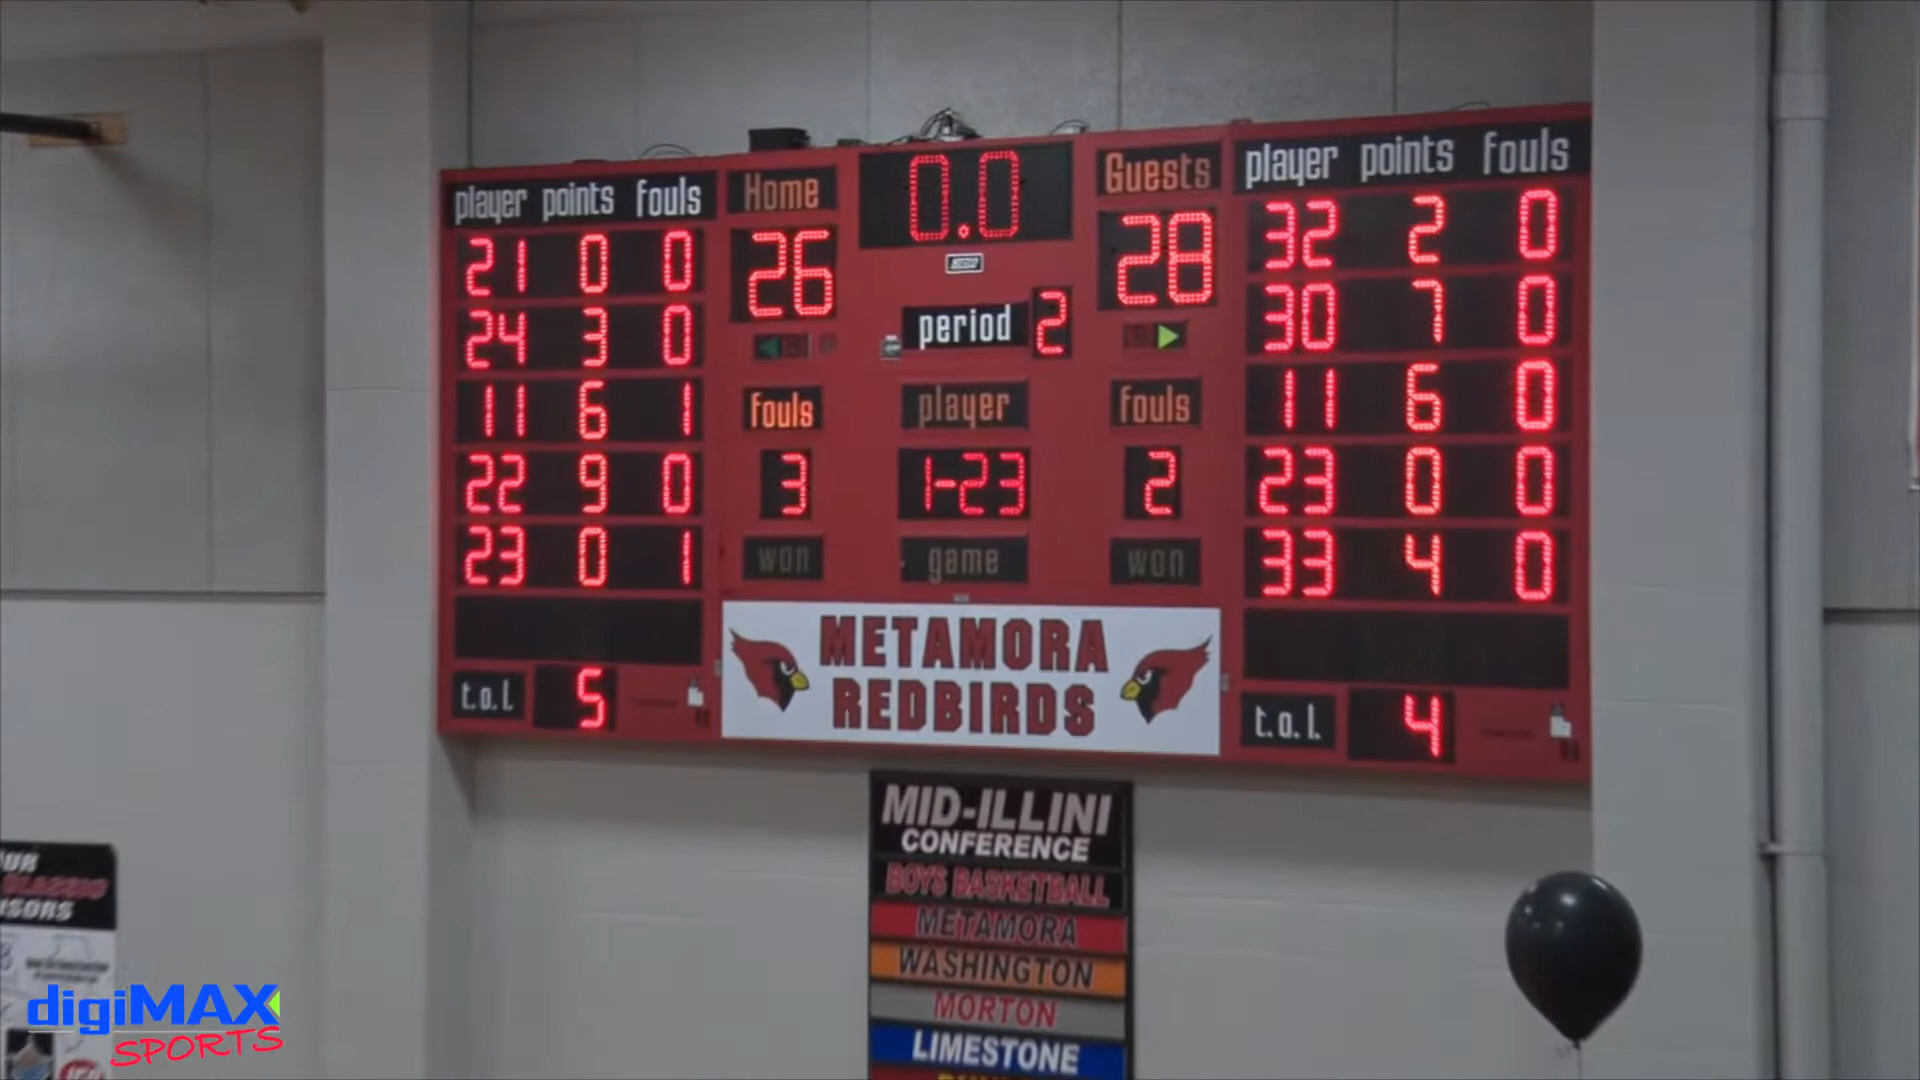 player points fouls
21 0 0
24 3 0
11 6 1
22 9 0
23 0 1
t.o.l. 5
Home
26
0.0
Guests
28
period 2
fouls
player
fouls
3
1-23
2
won
game
won
METAMORA
REDBIRDS
player points fouls
32 2 0
30 7 0
11 6 0
23 0 0
33 4 0
t.o.l. 4
MID-ILLINI
CONFERENCE
BOYS BASKETBALL
METAMORA
WASHINGTON
MORTON
LIMESTONE
digiMAX
SPORTS